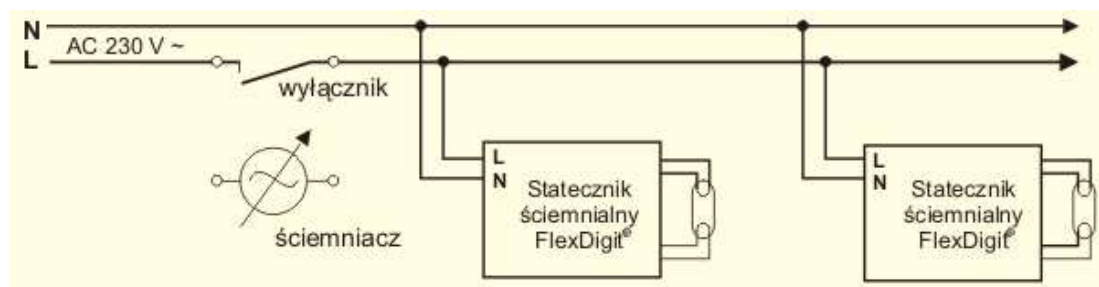 N
AC 230 V ~
L
wyłącznik
ściemniacz
L
N
Statecznik
ściemnialny
FlexDigit®
L
N
Statecznik
ściemnialny
FlexDigit®